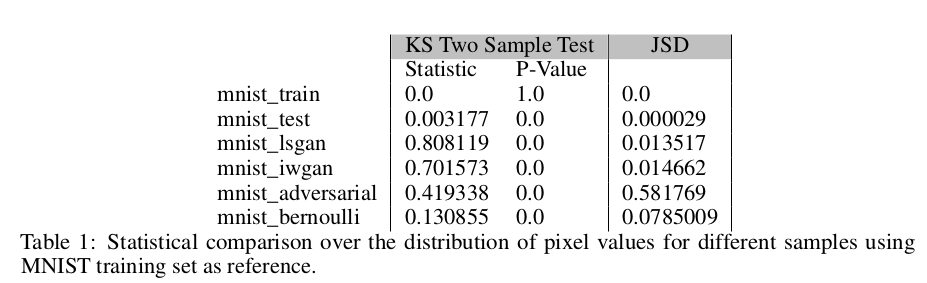 KS Two Sample Test JSD
Statistic P-Value
mnist_train 0.0 1.0 0.0
mnist_test 0.003177 0.0 0.000029
mnist_lsgan 0.808119 0.0 0.013517
mnist_iwgan 0.701573 0.0 0.014662
mnist_adversarial 0.419338 0.0 0.581769
mnist_bernoulli 0.130855 0.0 0.0785009
Table 1: Statistical comparison over the distribution of pixel values for different samples using
MNIST training set as reference.